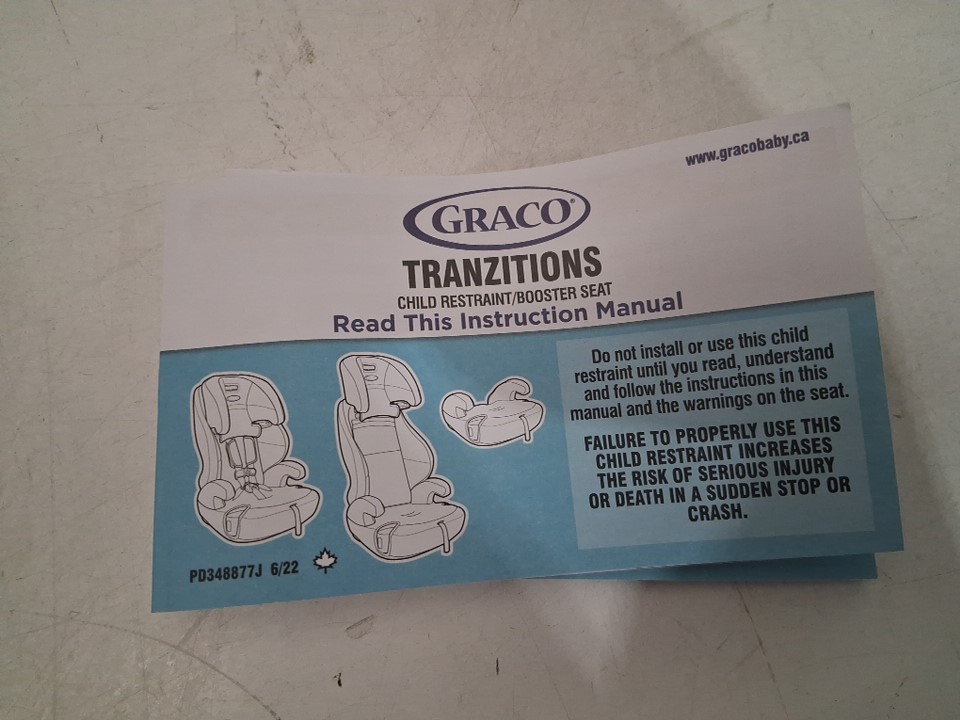 www.gracobaby.ca
GRACO®
TRANZITIONS
CHILD RESTRAINT/BOOSTER SEAT
Read This Instruction Manual
Do not install or use this child
restraint until you read, understand
and follow the instructions in this
manual and the warnings on the seat.
FAILURE TO PROPERLY USE THIS
CHILD RESTRAINT INCREASES
THE RISK OF SERIOUS INJURY
OR DEATH IN A SUDDEN STOP OR
CRASH.
PD348877J 6/22